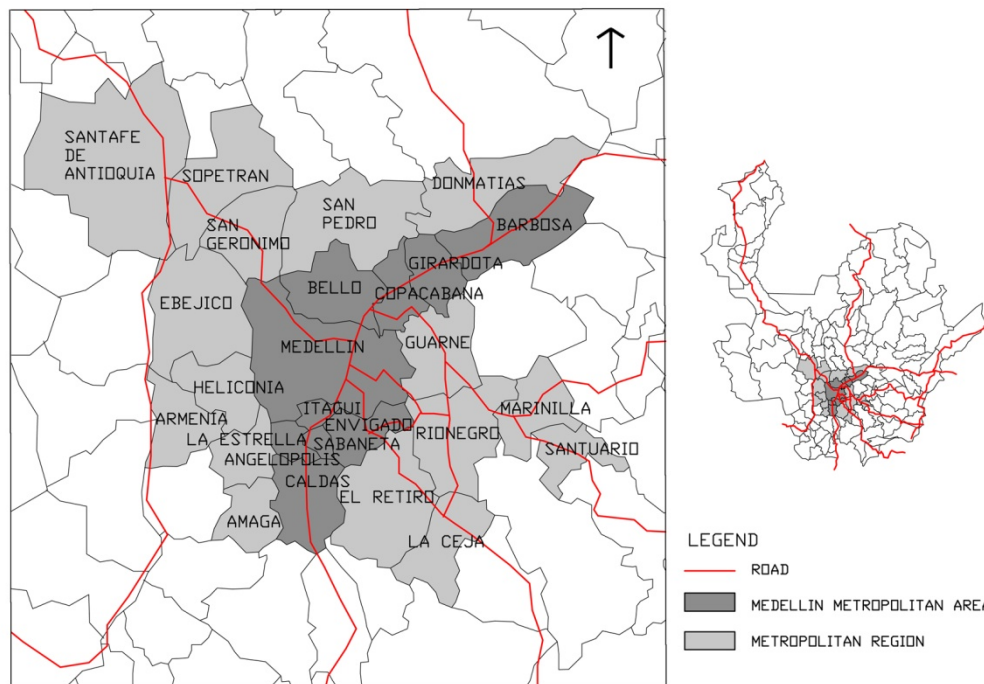 SANTAFE
DE
ANTIOQUIA
SOPETRAN
DONMATIAS
SAN
PEDRO
BARBOSA
SAN
GERONIMO
GIRARDOTA
BELLO
COPACABANA
EBEJICO
GUARNE
MEDELLIN
HELICONIA
ITAGUI
MARINILLA
ARMENIA
ENVIGADO
RIONEGRO
LA ESTRELLA
SABANETA
SANTUARIO
ANGELOPOLIS
CALDAS
EL RETIRO
AMAGA
LA CEJA
LEGEND
ROAD
MEDELLIN METROPOLITAN AREA
METROPOLITAN REGION